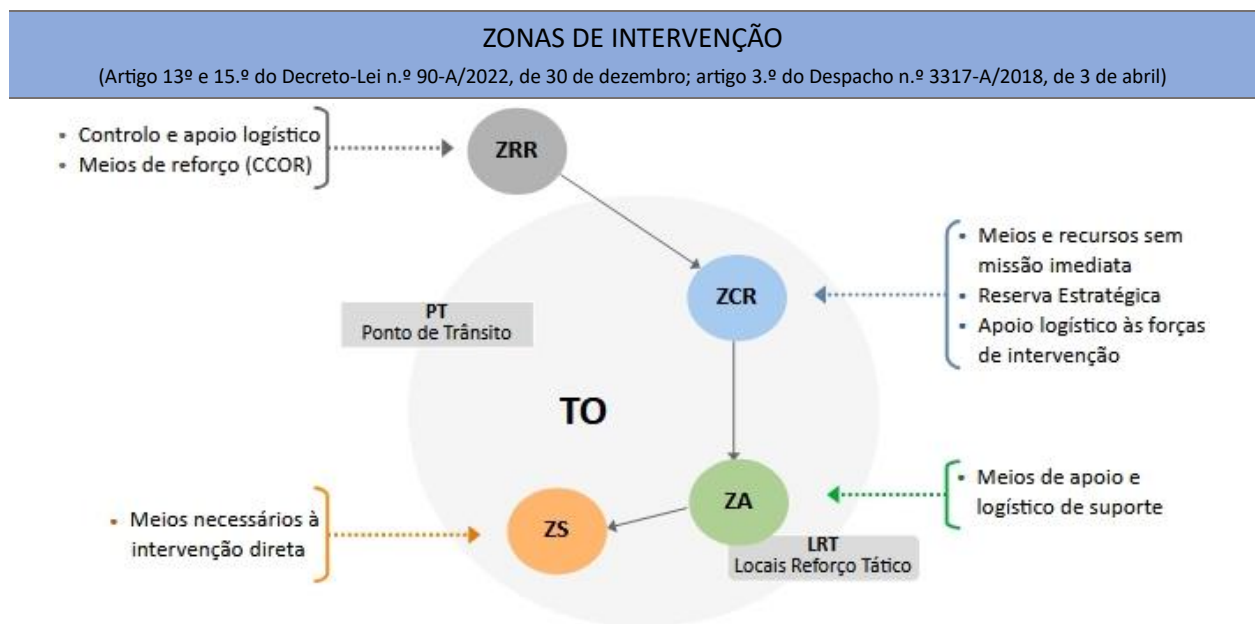 ZONAS DE INTERVENÇÃO
(Artigo 13º e 15.º do Decreto-Lei n.º 90-A/2022, de 30 de dezembro; artigo 3.º do Despacho n.º 3317-A/2018, de 3 de abril)
• Controlo e apoio logístico
• Meios de reforço (CCOR)
ZRR
ZCR
• Meios e recursos sem
missão imediata
• Reserva Estratégica
• Apoio logístico às forças
de intervenção
PT
Ponto de Trânsito
TO
ZA
• Meios de apoio e
logístico de suporte
• Meios necessários à
intervenção direta
ZS
LRT
Locais Reforço Tático